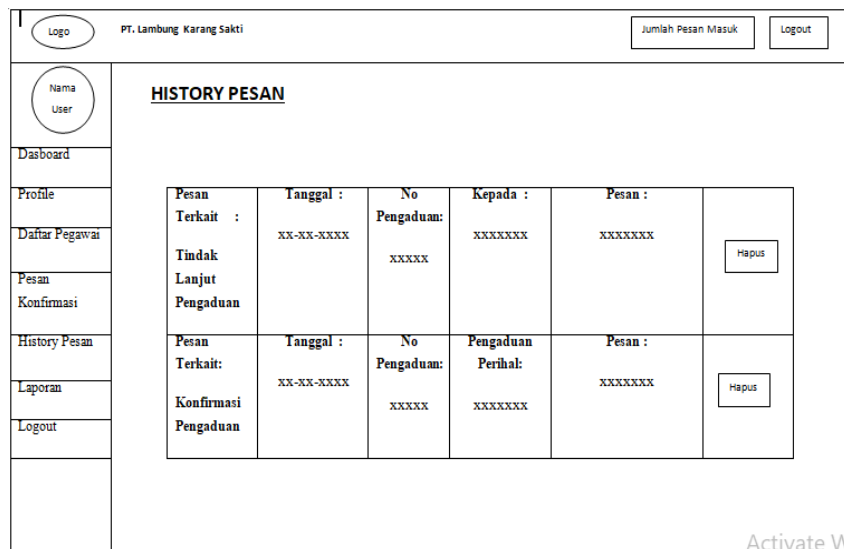 Logo
PT. Lambung Karang Sakti
Jumlah Pesan Masuk
Logout
Nama
User
HISTORY PESAN
Dasboard
Profile
Daftar Pegawai
Pesan
Konfirmasi
History Pesan
Laporan
Logout
Pesan
Terkait :
Tindak
Lanjut
Pengaduan
Tanggal :
xx-xx-xxxx
No
Pengaduan:
xxxxx
Kepada :
xxxxxxx
Pesan :
xxxxxxx
Hapus
Pesan
Terkait:
Konfirmasi
Pengaduan
Tanggal :
xx-xx-xxxx
No
Pengaduan:
xxxxx
Pengaduan
Perihal:
xxxxxxx
Pesan :
xxxxxxx
Hapus
Activate W